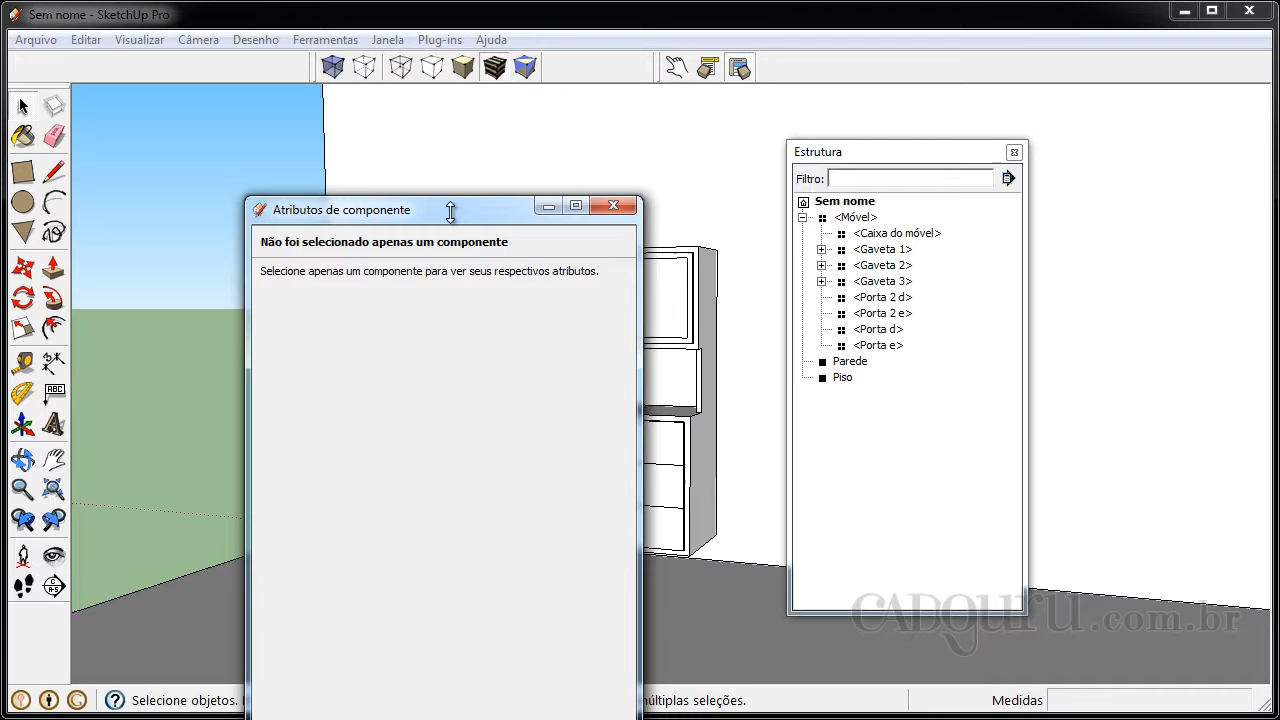 Sem nome - SketchUp Pro
Arquivo Editar Visualizar Câmera Desenho Ferramentas Janela Plug-ins Ajuda
Estrutura
Filtro:
Sem nome
<Móvel>
<Caixa do móvel>
<Gaveta 1>
<Gaveta 2>
<Gaveta 3>
<Porta 2 d>
<Porta 2 e>
<Porta d>
<Porta e>
Parede
Piso
Atributos de componente
Não foi selecionado apenas um componente
Selecione apenas um componente para ver seus respectivos atributos.
ABC
CADguru.com.br
Selecione objetos. múltiplas seleções. Medidas